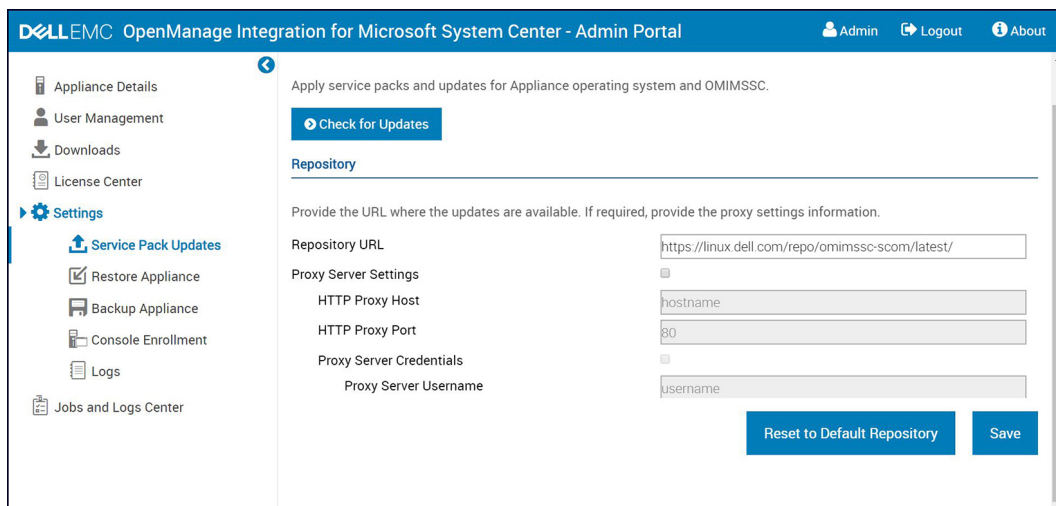 DELLEMC OpenManage Integration for Microsoft System Center - Admin Portal
Admin
Logout
About
Appliance Details
User Management
Downloads
License Center
Settings
Service Pack Updates
Restore Appliance
Backup Appliance
Console Enrollment
Logs
Jobs and Logs Center
Apply service packs and updates for Appliance operating system and OMIMSSC.
Check for Updates
Repository
Provide the URL where the updates are available. If required, provide the proxy settings information.
Repository URL https://linux.dell.com/repo/omimssc-scom/latest/
Proxy Server Settings
HTTP Proxy Host hostname
HTTP Proxy Port 80
Proxy Server Credentials
Proxy Server Username username
Reset to Default Repository
Save